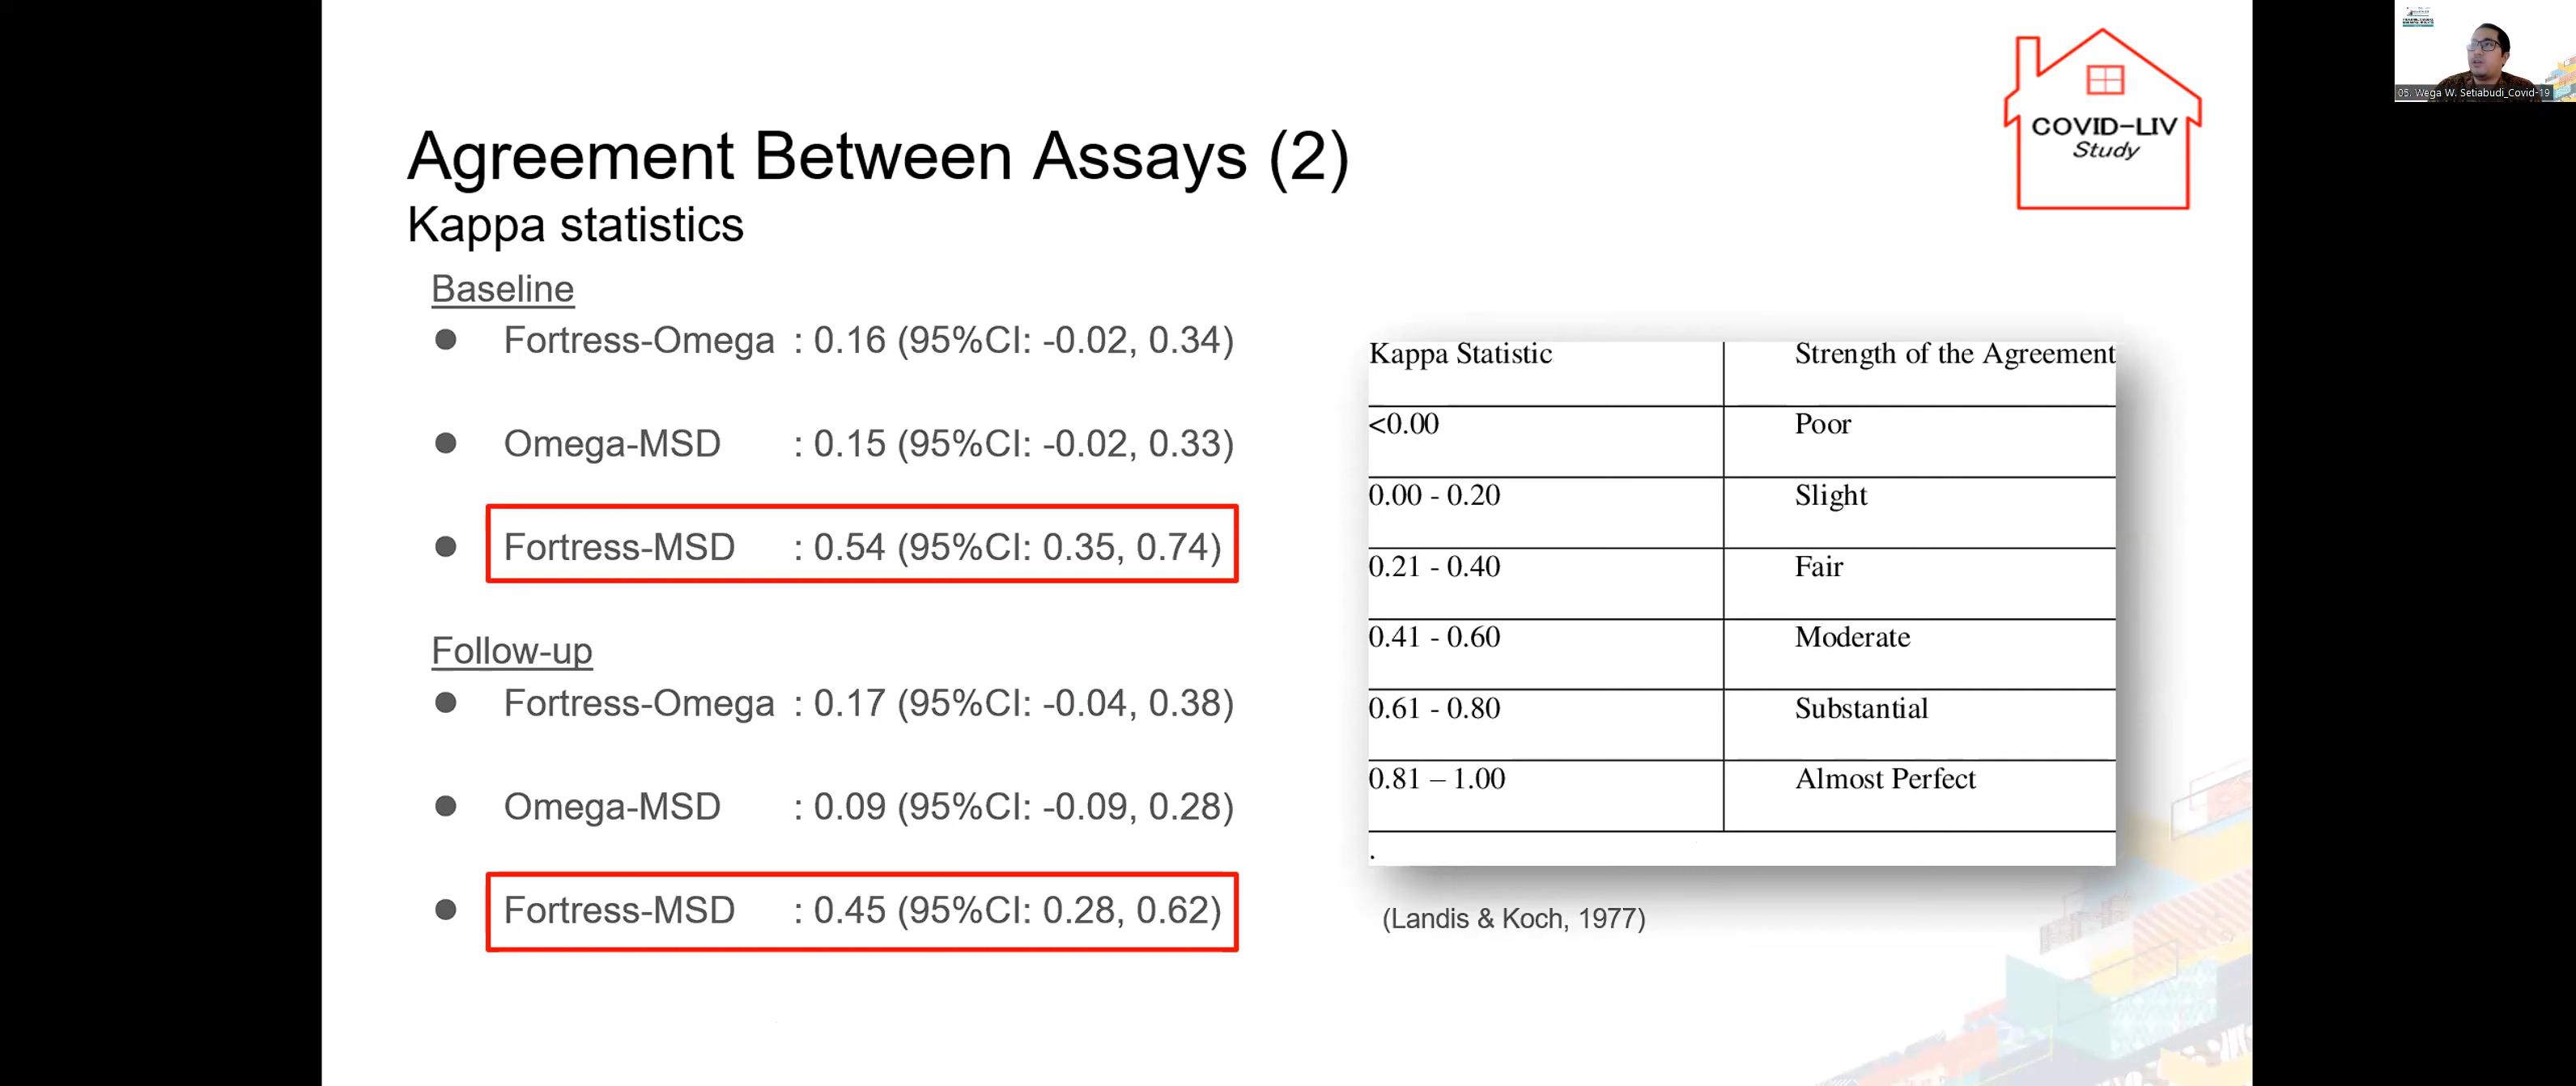 Agreement Between Assays (2)
Kappa statistics
Baseline
● Fortress-Omega : 0.16 (95%CI: -0.02, 0.34)
● Omega-MSD : 0.15 (95%CI: -0.02, 0.33)
● Fortress-MSD : 0.54 (95%CI: 0.35, 0.74)
Follow-up
● Fortress-Omega : 0.17 (95%CI: -0.04, 0.38)
● Omega-MSD : 0.09 (95%CI: -0.09, 0.28)
● Fortress-MSD : 0.45 (95%CI: 0.28, 0.62)
COVID-LIV
Study
Kappa Statistic Strength of the Agreement
<0.00 Poor
0.00 - 0.20 Slight
0.21 - 0.40 Fair
0.41 - 0.60 Moderate
0.61 - 0.80 Substantial
0.81 – 1.00 Almost Perfect
.
(Landis & Koch, 1977)
05. Wega W. Setiabudi_Covid-19